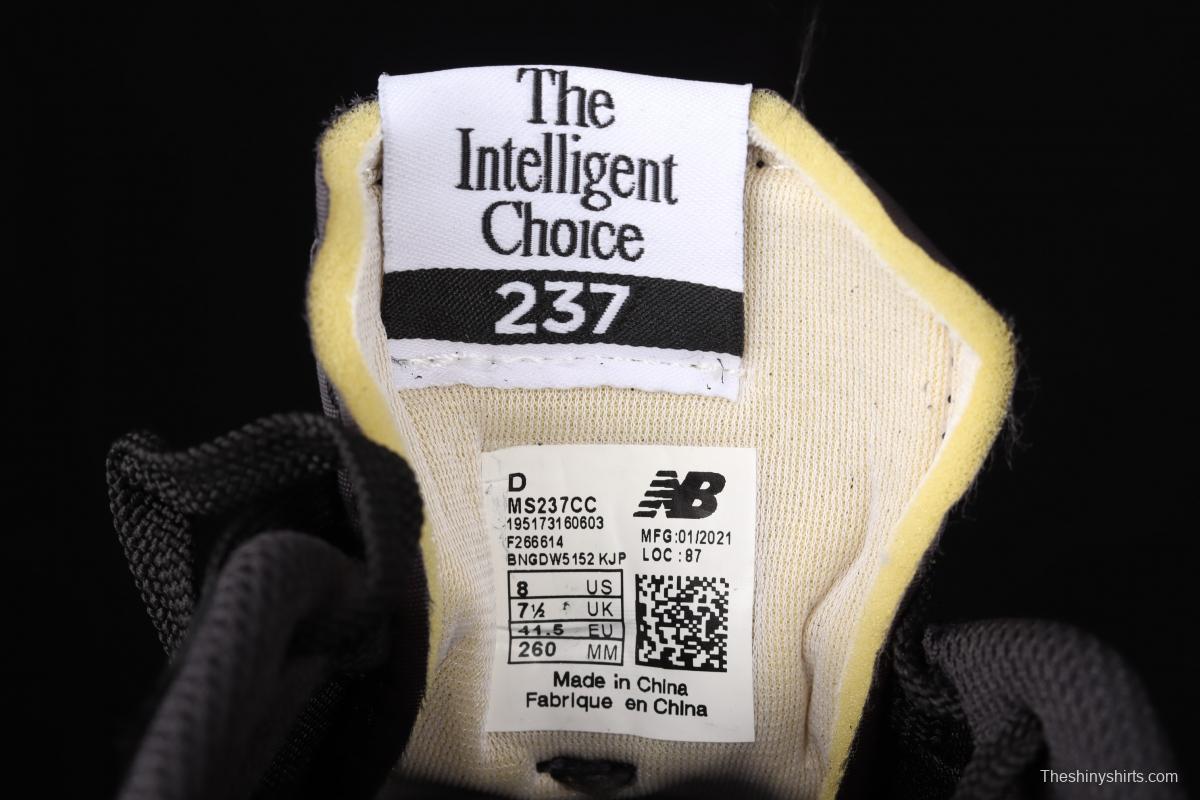 The
Intelligent
Choice
237
D
MS237CC
195173160603
F266614
BNGDW5152 KJP
NB
MFG:01/2021
LOC :87
8 US
7½ UK
41.5 EU
260 MM
Made in China
Fabrique en China
Theshinyshirts.com